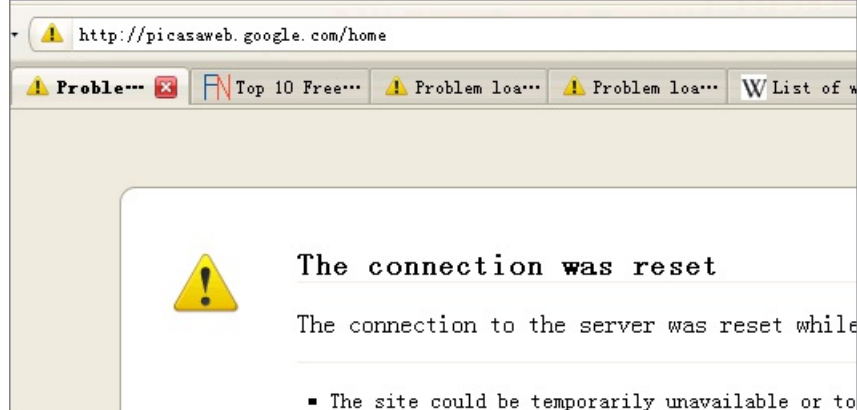 http://picasaweb.google.com/home
Proble… FN Top 10 Free… Problem loa… Problem loa… W List of w
The connection was reset
The connection to the server was reset while
▪ The site could be temporarily unavailable or to